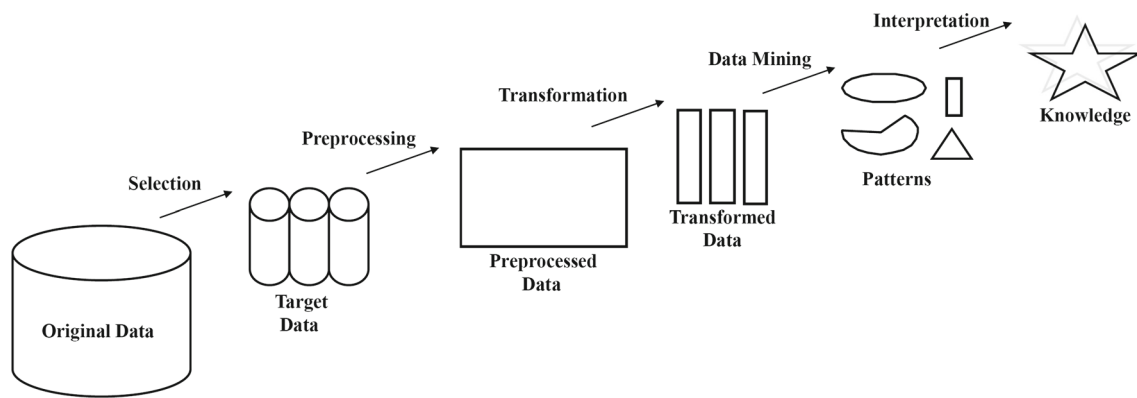 Original Data
Selection
Target
Data
Preprocessing
Preprocessed
Data
Transformation
Transformed
Data
Data Mining
Patterns
Interpretation
Knowledge